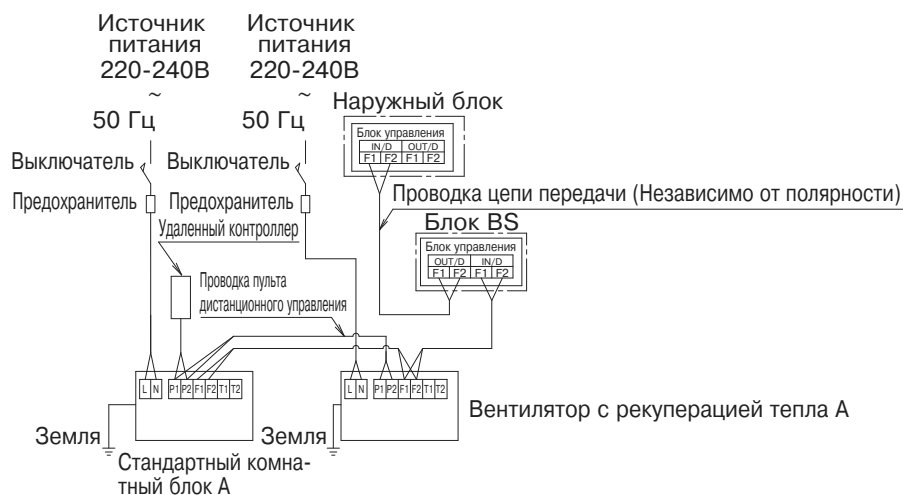 Источник
питания
220-240В
~
50 Гц
Источник
питания
220-240В
~
50 Гц
Наружный блок
Блок управления
IN/D OUT/D
F1 F2 F1 F2
Выключатель
Выключатель
Предохранитель
Предохранитель
Проводка цепи передачи (Независимо от полярности)
Удаленный контроллер
Блок BS
Блок управления
OUT/D IN/D
F1 F2 F1 F2
Проводка пульта
дистанционного управления
L N P1 P2 F1 F2 T1 T2
L N P1 P2 F1 F2 T1 T2
Вентилятор с рекуперацией тепла А
Земля
Земля
Стандартный комна-
тный блок А